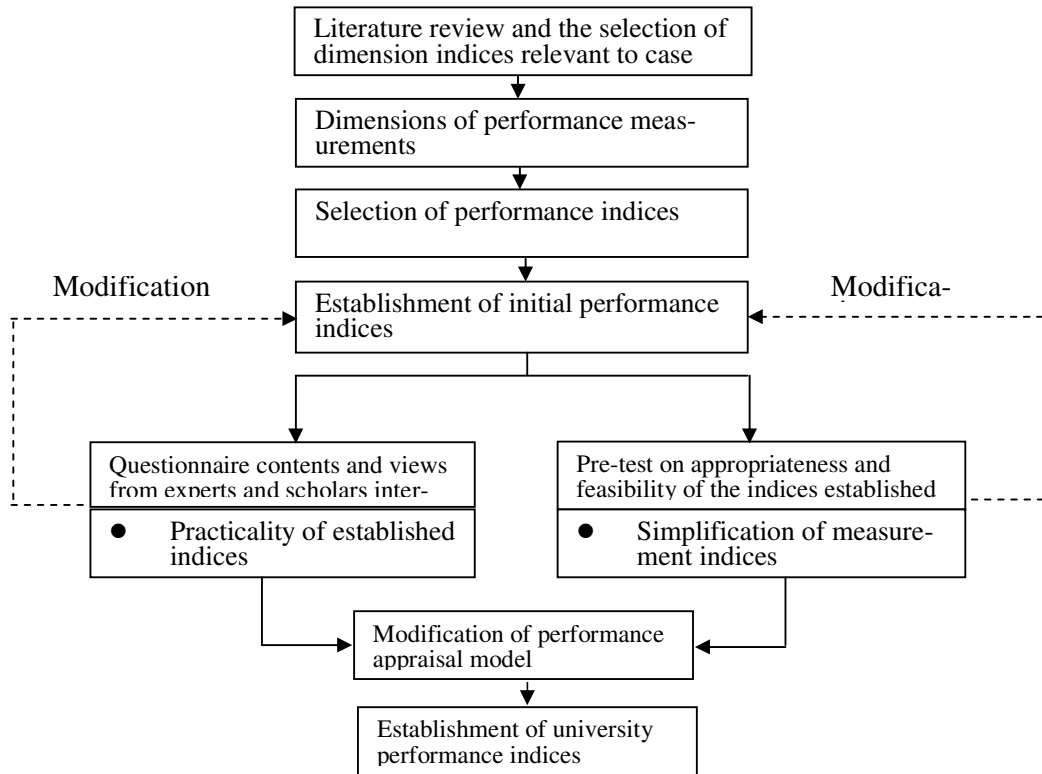 Literature review and the selection of
dimension indices relevant to case
Dimensions of performance meas-
urements
Selection of performance indices
Modification
Establishment of initial performance
indices
Modifica-
Questionnaire contents and views
from experts and scholars inter-
Pre-test on appropriateness and
feasibility of the indices established
● Practicality of established
indices
● Simplification of measure-
ment indices
Modification of performance
appraisal model
Establishment of university
performance indices